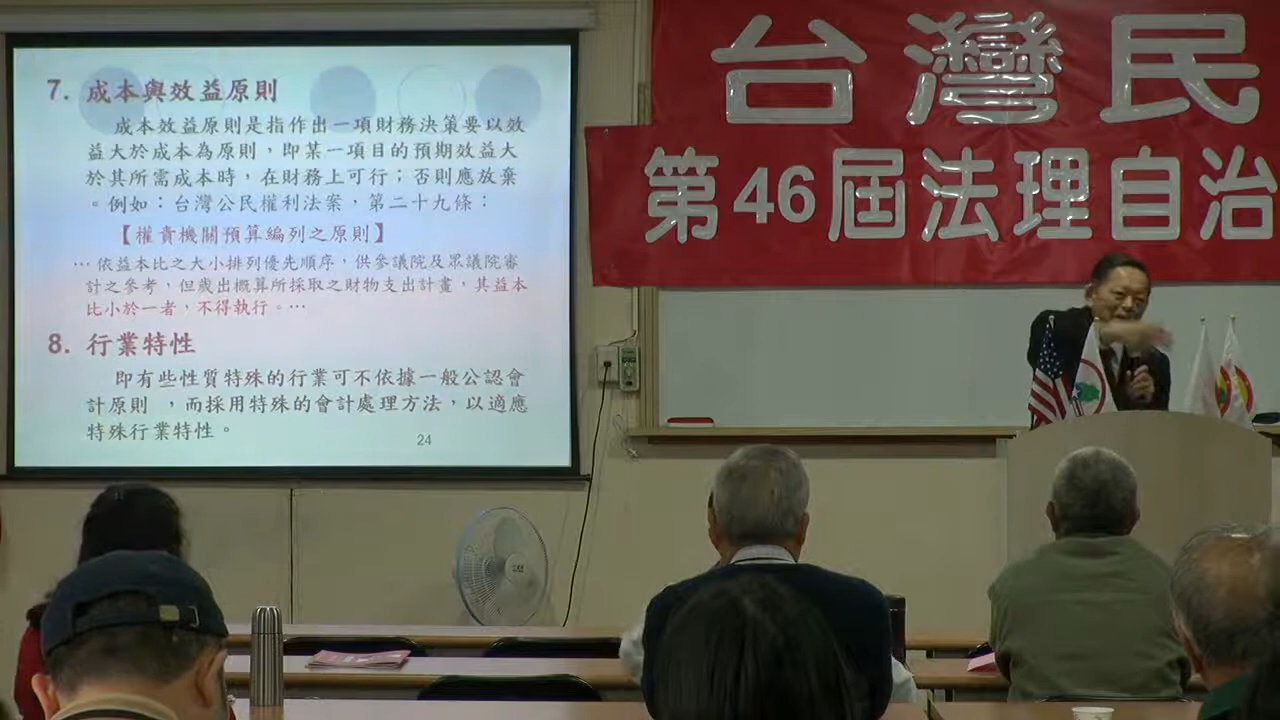 台灣民
第46屆法理自治
7. 成本與效益原則
成本效益原則是指作出一項財務決策要以效
益大於成本為原則，即某一項目的預期效益大
於其所需成本時，在財務上可行；否則應放棄
。例如：台灣公民權利法案，第二十九條：
【權責機關預算編列之原則】
…依益本比之大小排列優先順序，供參議院及眾議院審
計之參考，但歲出概算所採取之財物支出計畫，其益本
比小於一者，不得執行。…
8. 行業特性
即有些性質特殊的行業可不依據一般公認會
計原則 ，而採用特殊的會計處理方法，以適應
特殊行業特性。
24